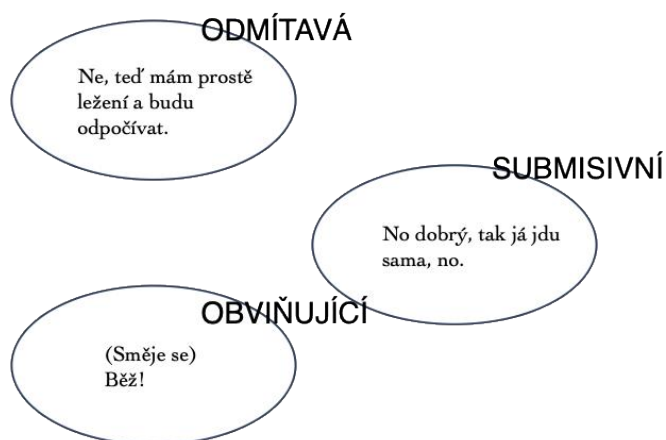 ODMÍTAVÁ
Ne, teď mám prostě
ležení a budu
odpočívat.
SUBMISIVNÍ
No dobrý, tak já jdu
sama, no.
OBVIŇUJÍCÍ
(Směje se)
Běž!